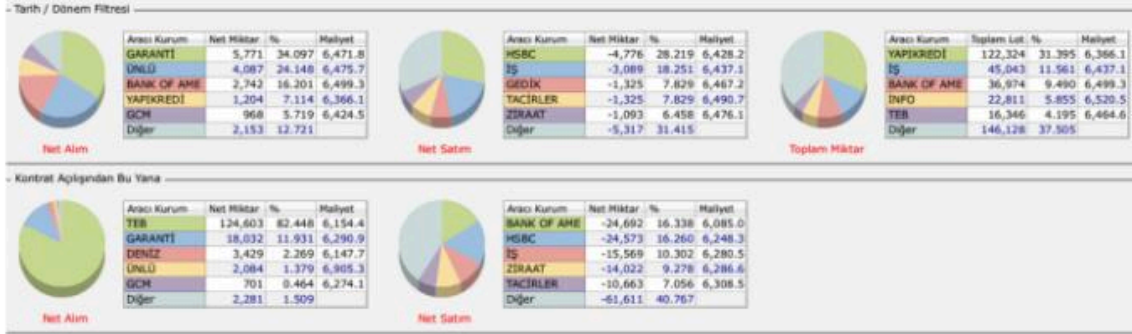 Tarih / Dönem Filtresi
Aracı Kurum Net Miktar % Maliyet
GARANTİ 5,771 34.097 6,471.8
ÜNLÜ 4,087 24.148 6,475.7
BANK OF AME 2,742 16.201 6,499.3
YAPIKREDİ 1,204 7.114 6,366.1
GCM 968 5.719 6,424.5
Diğer 2,153 12.721
Net Alım
Aracı Kurum Net Miktar % Maliyet
HSBC -4,776 28.219 6,428.2
İŞ -3,089 18.251 6,437.1
GEDİK -1,325 7.829 6,467.2
TACİRLER -1,325 7.829 6,490.7
ZİRAAT -1,093 6.458 6,476.1
Diğer -5,317 31.415
Net Satım
Aracı Kurum Toplam Lot % Maliyet
YAPIKREDİ 122,324 31.395 6,366.1
İŞ 45,043 11.561 6,437.1
BANK OF AME 36,974 9.490 6,499.3
İNFO 22,811 5.855 6,520.5
TEB 16,346 4.195 6,464.6
Diğer 146,128 37.505
Toplam Miktar
Kontrat Açılışından Bu Yana
Aracı Kurum Net Miktar % Maliyet
TEB 124,603 82.448 6,154.4
GARANTİ 18,032 11.931 6,290.9
DENİZ 3,429 2.269 6,147.7
ÜNLÜ 2,084 1.379 6,905.3
GCM 701 0.464 6,274.1
Diğer 2,281 1.509
Net Alım
Aracı Kurum Net Miktar % Maliyet
BANK OF AME -24,692 16.338 6,085.0
HSBC -24,573 16.260 6,248.3
İŞ -15,569 10.302 6,280.5
ZİRAAT -14,022 9.278 6,286.6
TACİRLER -10,663 7.056 6,308.5
Diğer -61,611 40.767
Net Satım